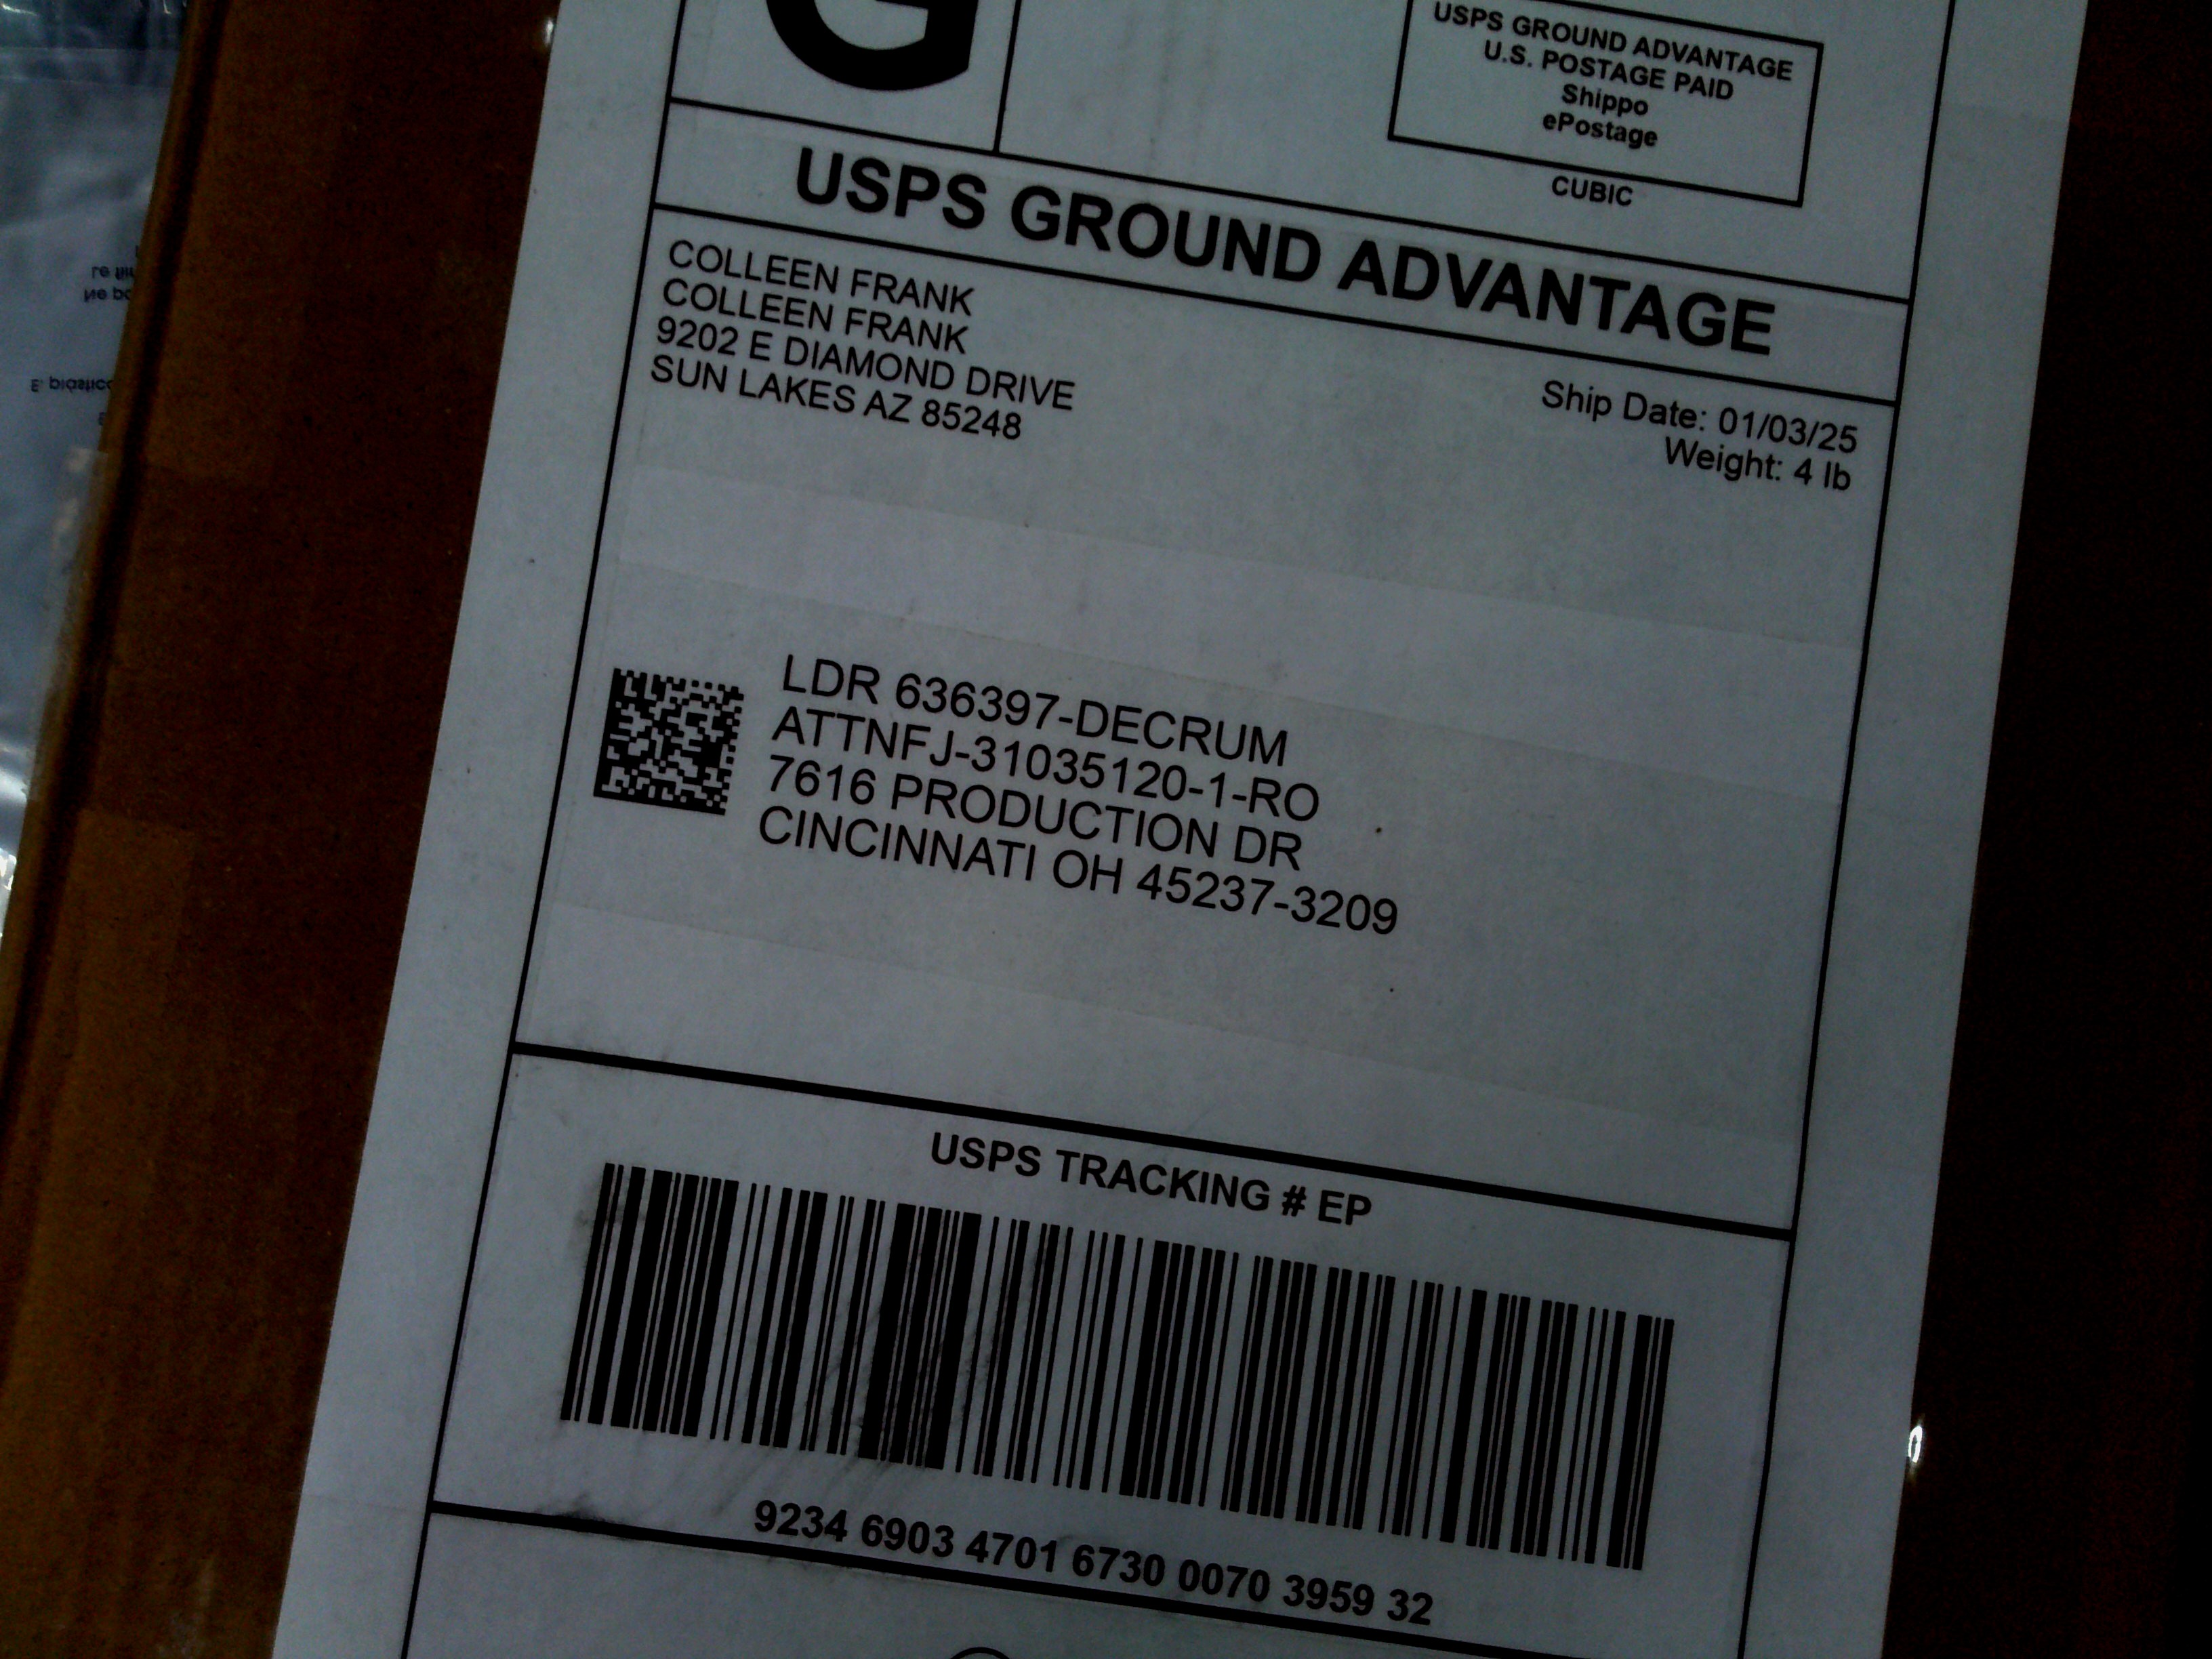 G
USPS GROUND ADVANTAGE
U.S. POSTAGE PAID
Shippo
ePostage
CUBIC
USPS GROUND ADVANTAGE
COLLEEN FRANK
COLLEEN FRANK
9202 E DIAMOND DRIVE
SUN LAKES AZ 85248
Ship Date: 01/03/25
Weight: 4 lb
LDR 636397-DECRUM
ATTNFJ-31035120-1-RO
7616 PRODUCTION DR
CINCINNATI OH 45237-3209
USPS TRACKING # EP
9234 6903 4701 6730 0070 3959 32